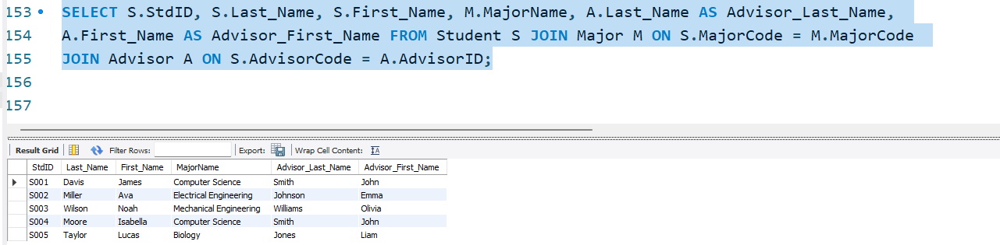 153 SELECT S.StdID, S.Last_Name, S.First_Name, M.MajorName, A.Last_Name AS Advisor_Last_Name,
154 A.First_Name AS Advisor_First_Name FROM Student S JOIN Major M ON S.MajorCode = M.MajorCode
155 JOIN Advisor A ON S.AdvisorCode = A.AdvisorID;
156
157
Result Grid Filter Rows: Export: Wrap Cell Content:
StdID Last_Name First_Name MajorName Advisor_Last_Name Advisor_First_Name
S001 Davis James Computer Science Smith John
S002 Miller Ava Electrical Engineering Johnson Emma
S003 Wilson Noah Mechanical Engineering Williams Olivia
S004 Moore Isabella Computer Science Smith John
S005 Taylor Lucas Biology Jones Liam